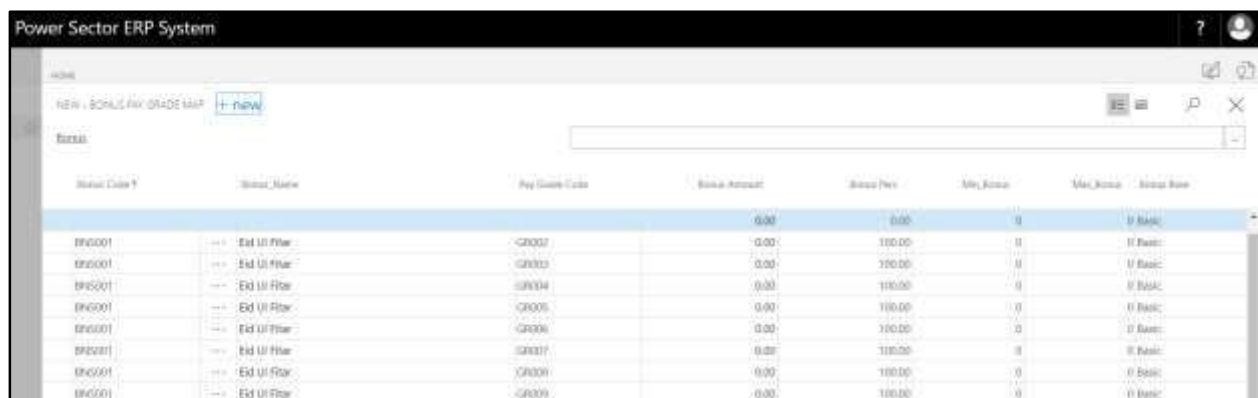 Power Sector ERP System ?
HOME
NEW - BONUS PAY GRADE MAP + new
Bonus
Bonus Code Bonus_Name Pay Grade Code Bonus Amount Bonus Perc Min_Bonus Max_Bonus Bonus Base
0.00 0.00 0 0 Basic
BNS001 Eid Ul Fitar GR002 0.00 100.00 0 0 Basic
BNS001 Eid Ul Fitar GR003 0.00 100.00 0 0 Basic
BNS001 Eid Ul Fitar GR004 0.00 100.00 0 0 Basic
BNS001 Eid Ul Fitar GR005 0.00 100.00 0 0 Basic
BNS001 Eid Ul Fitar GR006 0.00 100.00 0 0 Basic
BNS001 Eid Ul Fitar GR007 0.00 100.00 0 0 Basic
BNS001 Eid Ul Fitar GR008 0.00 100.00 0 0 Basic
BNS001 Eid Ul Fitar GR009 0.00 100.00 0 0 Basic